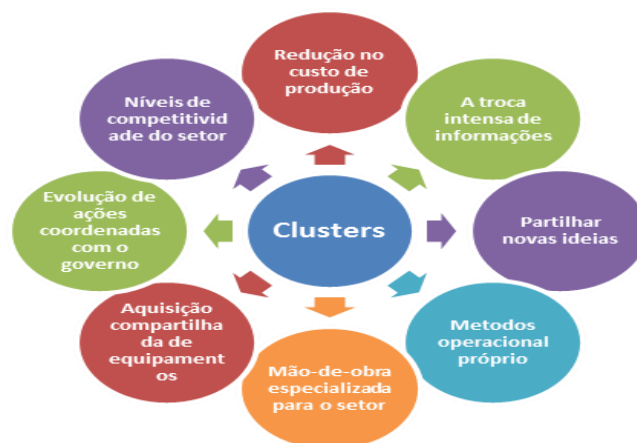 Redução no
custo de
produção
A troca
intensa de
informações
Partilhar
novas ideias
Metodos
operacional
próprio
Mão-de-obra
especializada
para o setor
Aquisição
compartilha
da de
equipament
os
Evolução de
ações
coordenadas
com o
governo
Níveis de
competitivid
ade do setor
Clusters